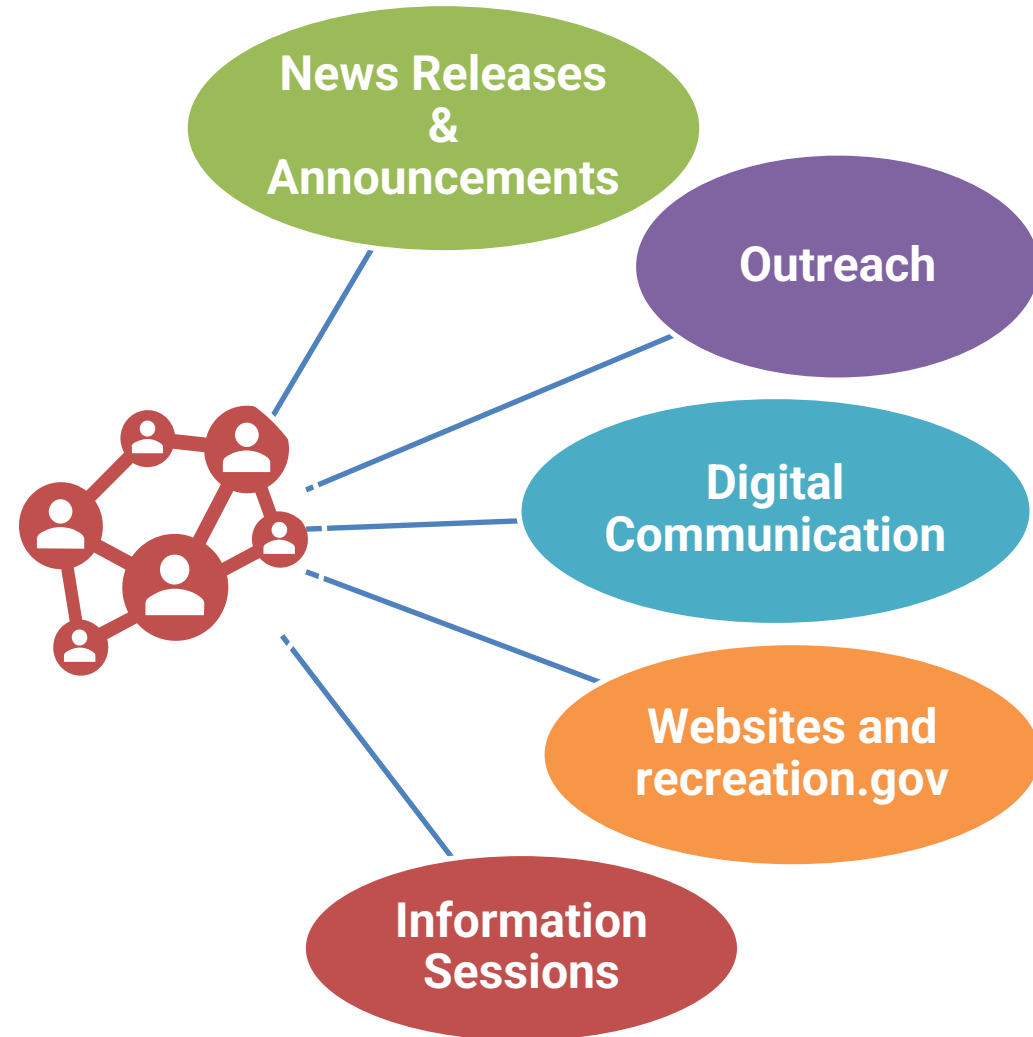 News Releases
&
Announcements
Outreach
Digital
Communication
Websites and
recreation.gov
Information
Sessions